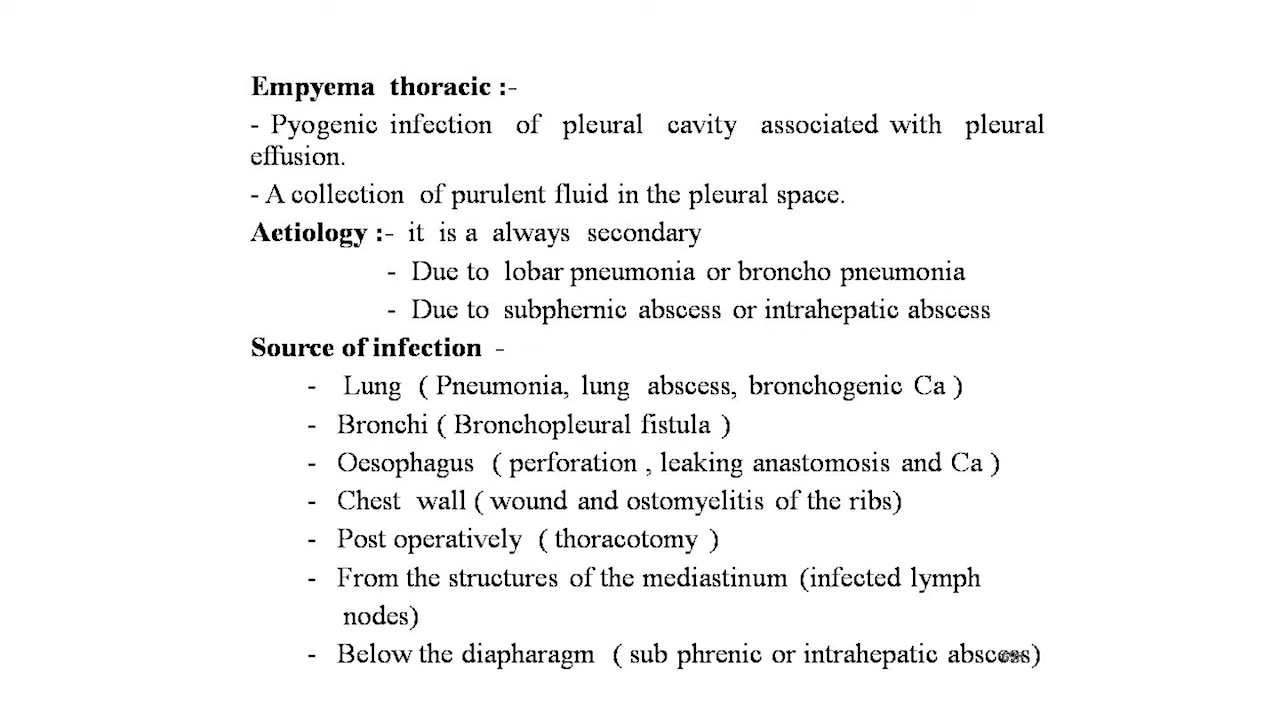 Empyema thoracic :-
- Pyogenic infection of pleural cavity associated with pleural
effusion.
- A collection of purulent fluid in the pleural space.
Aetiology :- it is a always secondary
- Due to lobar pneumonia or broncho pneumonia
- Due to subphernic abscess or intrahepatic abscess
Source of infection -
- Lung ( Pneumonia, lung abscess, bronchogenic Ca )
- Bronchi ( Bronchopleural fistula )
- Oesophagus ( perforation , leaking anastomosis and Ca )
- Chest wall ( wound and ostomyelitis of the ribs)
- Post operatively ( thoracotomy )
- From the structures of the mediastinum (infected lymph
nodes)
- Below the diapharagm ( sub phrenic or intrahepatic abscess)